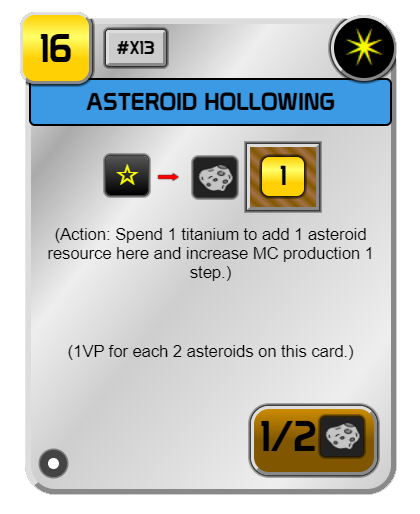 16
#X13
ASTEROID HOLLOWING
1
(Action: Spend 1 titanium to add 1 asteroid
resource here and increase MC production 1
step.)
(1VP for each 2 asteroids on this card.)
1/2